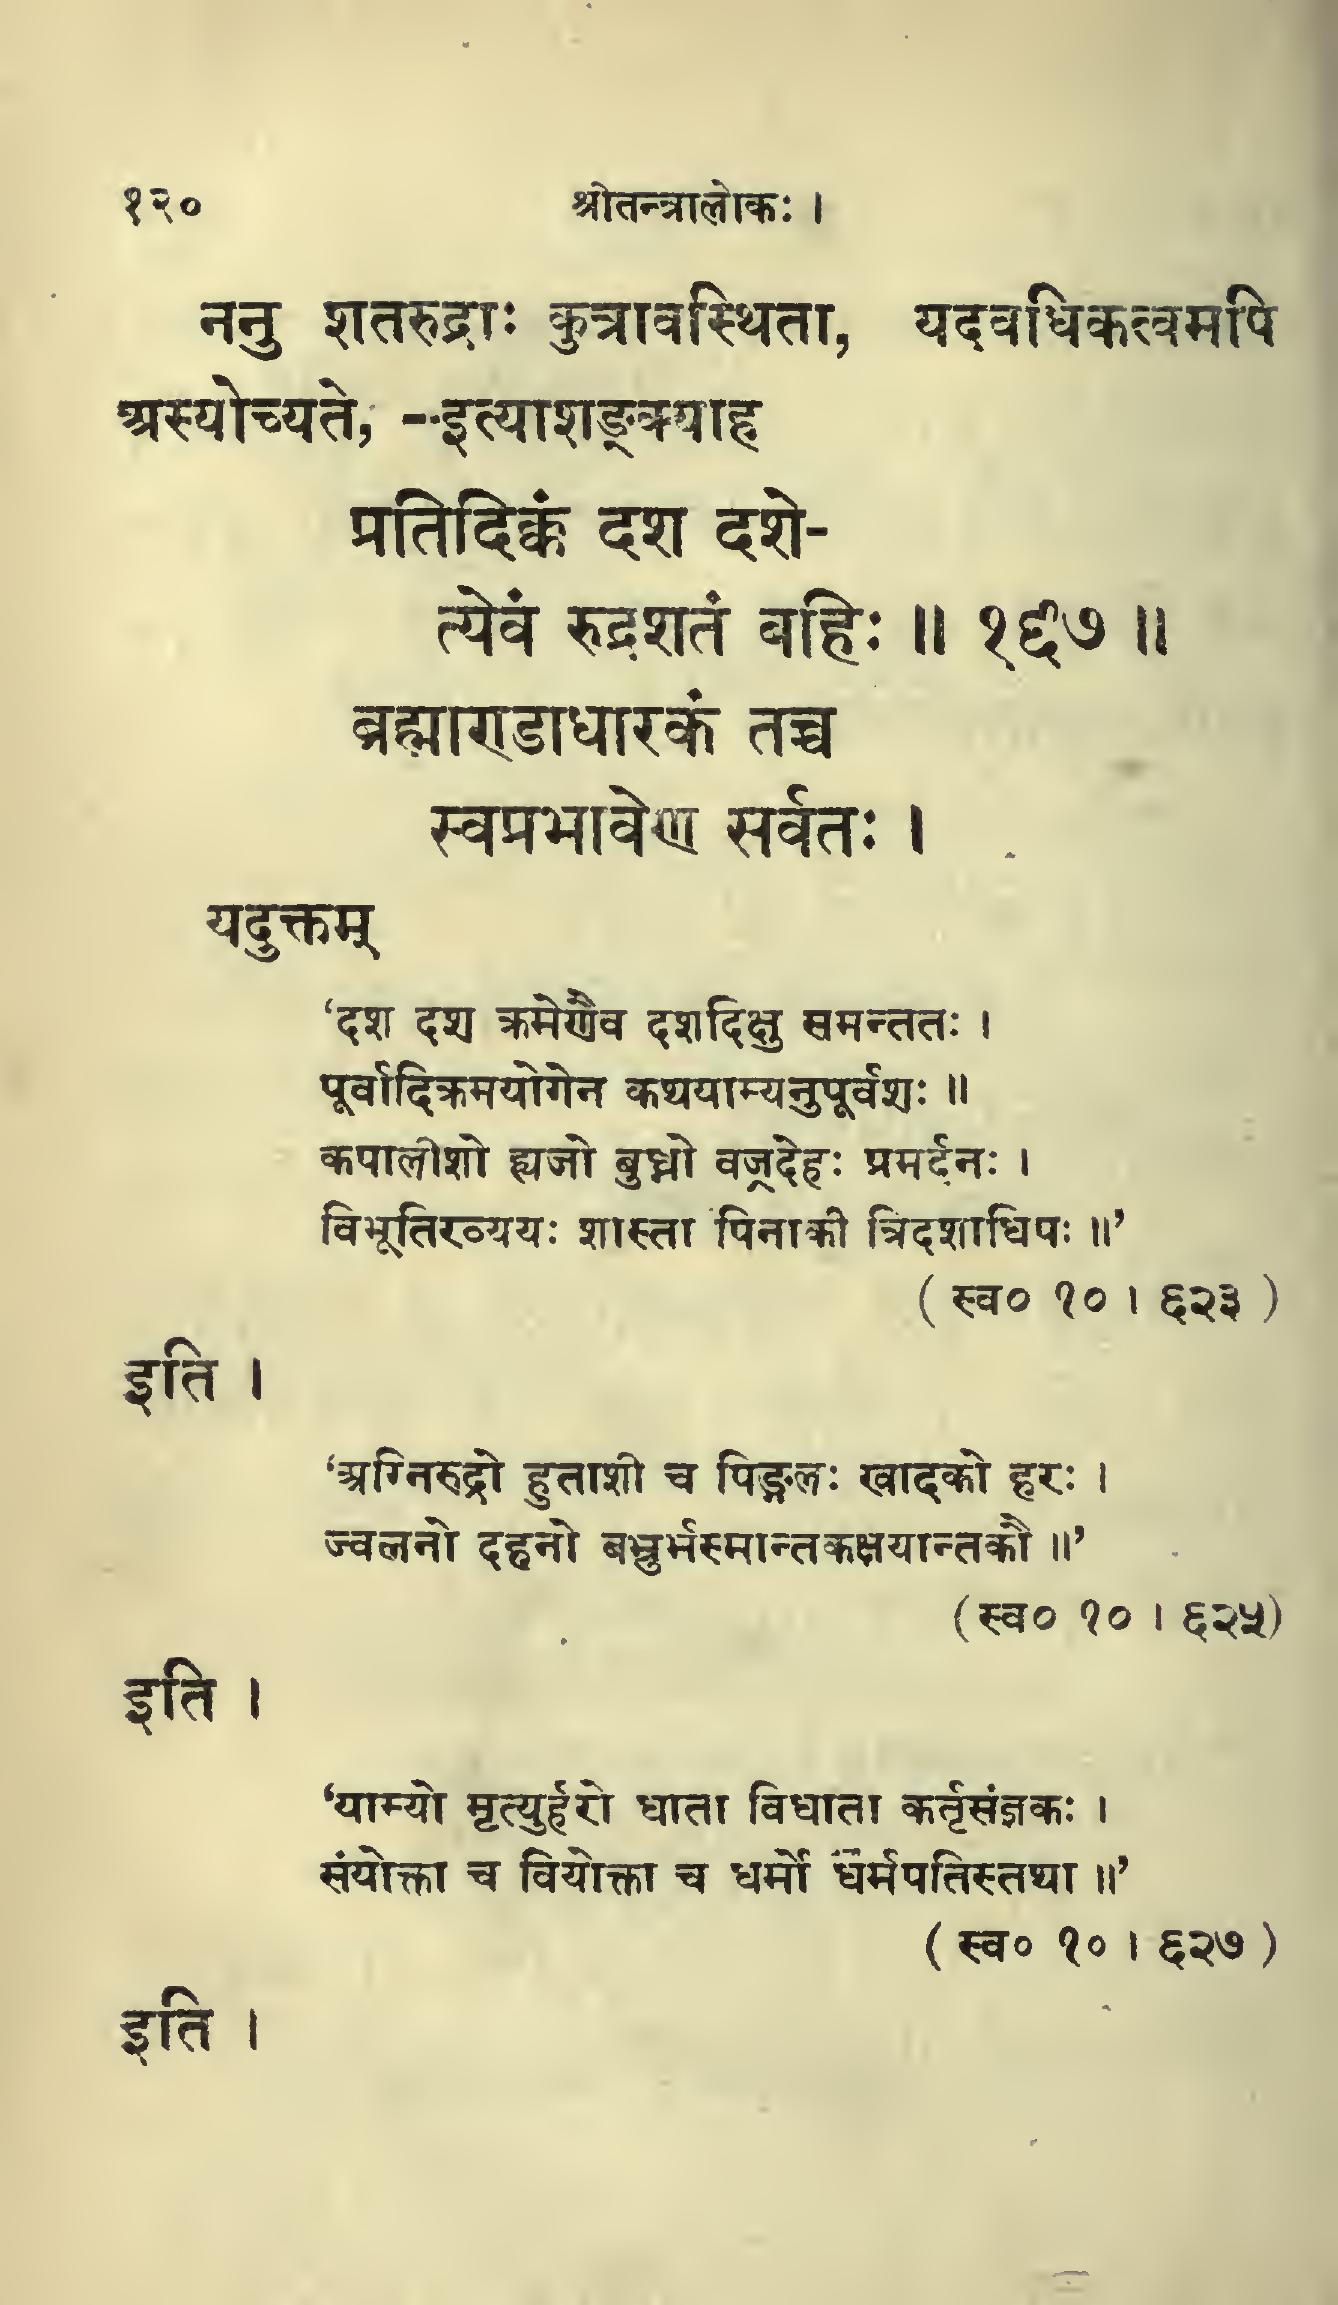 १२० श्रीतन्त्रालोकः ।
ननु शतरुद्राः कुत्रावस्थिता, यदवधिकत्वमपि
अस्योच्यते, --इत्याशङ्क्याह
प्रतिदिक्कं दश दशे-
त्येवं रुद्रशतं बहिः ॥ १६७ ॥
ब्रह्माण्डाधारकं तच्च
स्वप्रभावेण सर्वतः ।
यदुक्तम्
‘दश दश क्रमेणैव दशदिक्षु समन्ततः ।
पूर्वादिक्रमयोगेन कथयाम्यनुपूर्वशः ॥
कपालीशो ह्यजो बुध्नो वज्रदेहः प्रमर्दनः ।
विभूतिरव्ययः शास्ता पिनाकी त्रिदशाधिपः ॥’
( स्व० १० । ६२३ )
इति ।
‘अग्निरुद्रो हुताशी च पिङ्गलः खादको हरः ।
ज्वलनो दहनो बभ्रुर्भस्मान्तकक्षयान्तकौ ॥’
(स्व० १० । ६२५)
इति ।
‘याम्यो मृत्युर्हरो धाता विधाता कर्तृसंज्ञकः ।
संयोक्ता च वियोक्ता च धर्मो धर्मपतिस्तथा ॥’
( स्व० १० । ६२७ )
इति ।